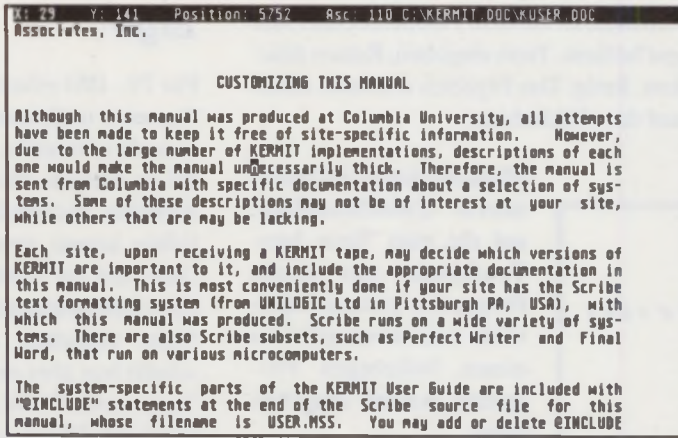 X: 29 Y: 141 Position: 5752 Asc: 110 C:\KERMIT.DOC\KUSER.DOC
Associates, Inc.
CUSTOMIZING THIS MANUAL
Although this manual was produced at Columbia University, all attempts
have been made to keep it free of site-specific information. However,
due to the large number of KERMIT implementations, descriptions of each
one would make the manual unnecessarily thick. Therefore, the manual is
sent from Columbia with specific documentation about a selection of sys-
tems. Some of these descriptions may not be of interest at your site,
while others that are may be lacking.
Each site, upon receiving a KERMIT tape, may decide which versions of
KERMIT are important to it, and include the appropriate documentation in
this manual. This is most conveniently done if your site has the Scribe
text formatting system (from UNILOGIC Ltd in Pittsburgh PA, USA), with
which this manual was produced. Scribe runs on a wide variety of sys-
tems. There are also Scribe subsets, such as Perfect Writer and Final
Word, that run on various microcomputers.
The system-specific parts of the KERMIT User Guide are included with
"@INCLUDE" statements at the end of the Scribe source file for this
manual, whose filename is USER.MSS. You may add or delete @INCLUDE